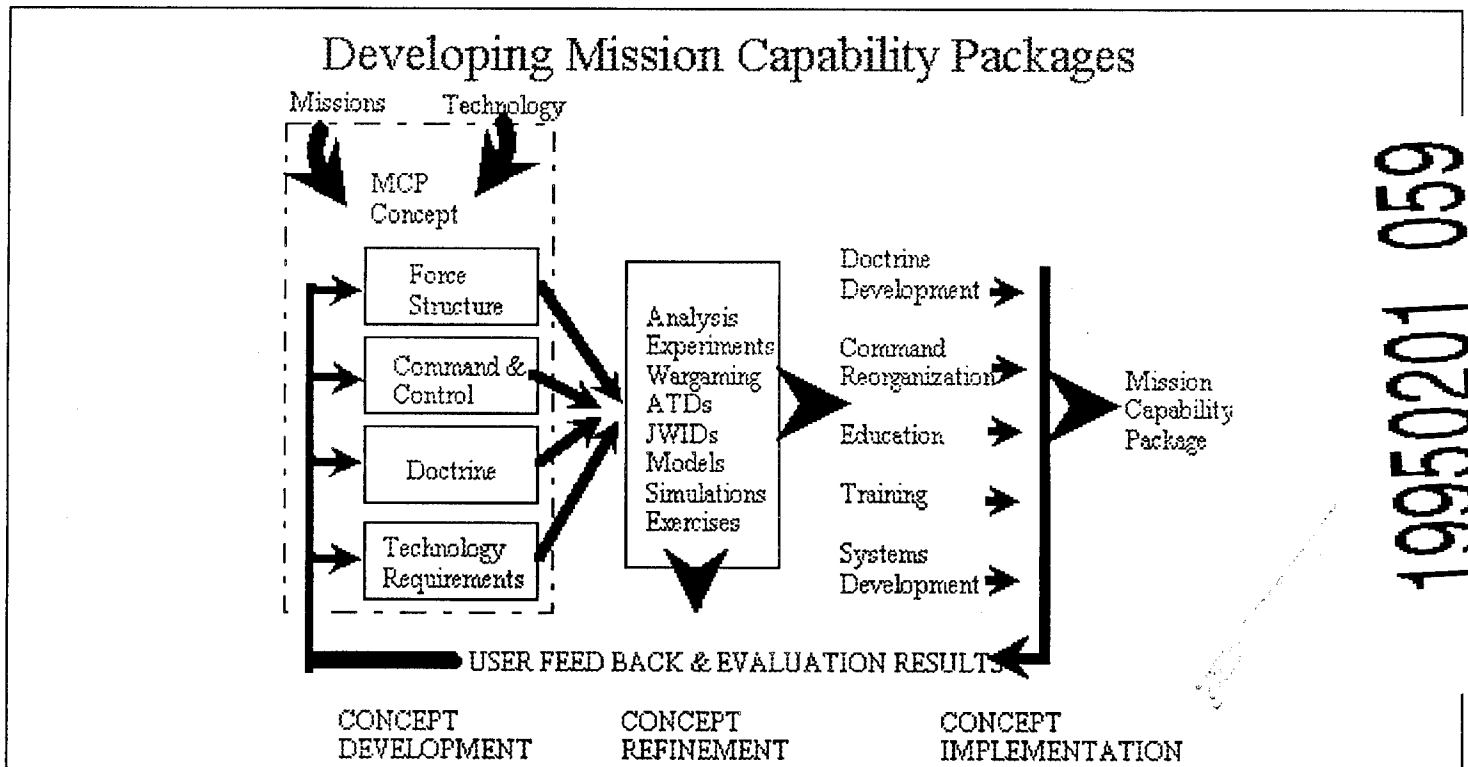 Developing Mission Capability Packages
Missions
Technology
MCP
Concept
Force
Structure
Command &
Control
Doctrine
Technology
Requirements
Analysis
Experiments
Wargaming
ATDs
JWIDs
Models
Simulations
Exercises
Doctrine
Development
Command
Reorganization
Education
Training
Systems
Development
Mission
Capability
Package
USER FEED BACK & EVALUATION RESULTS
CONCEPT
DEVELOPMENT
CONCEPT
REFINEMENT
CONCEPT
IMPLEMENTATION
19950201 059